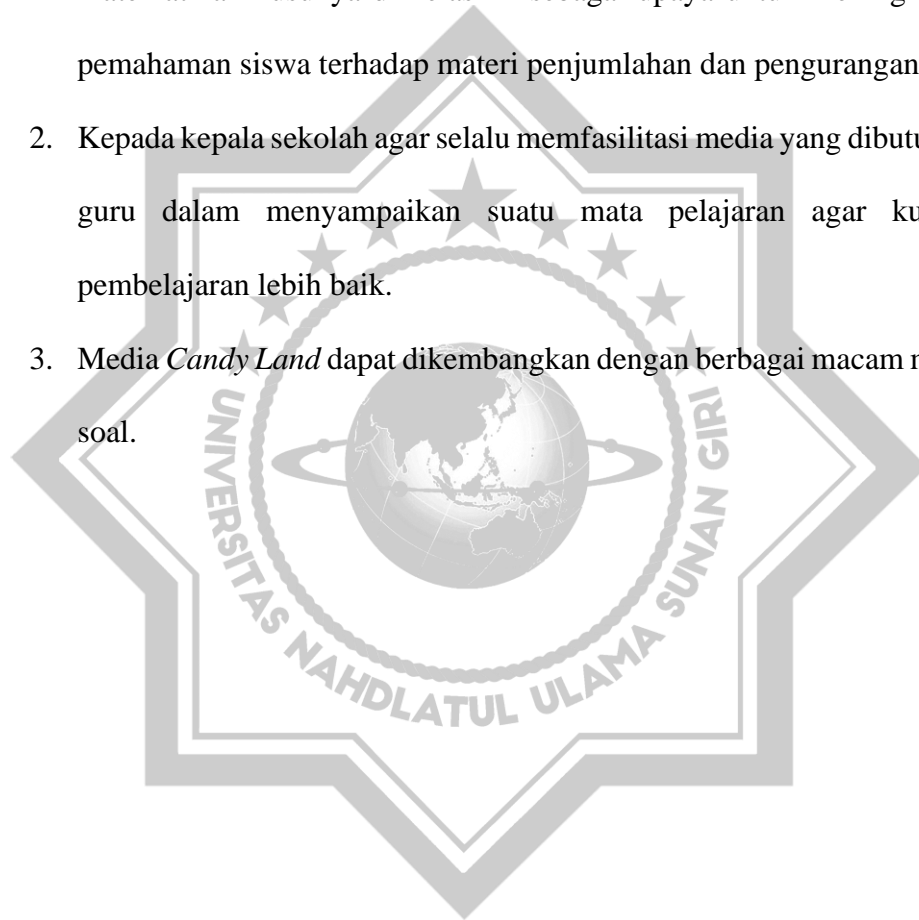 pemahaman siswa terhadap materi penjumlahan dan pengurangan
2. Kepada kepala sekolah agar selalu memfasilitasi media yang
guru dalam menyampaikan suatu mata pelajaran agar
pembelajaran lebih baik.
3. Media Candy Land dapat dikembangkan dengan berbagai macam
soal.
UNIVERSITAS NAHDLATUL ULAMA SUNAN GIRI